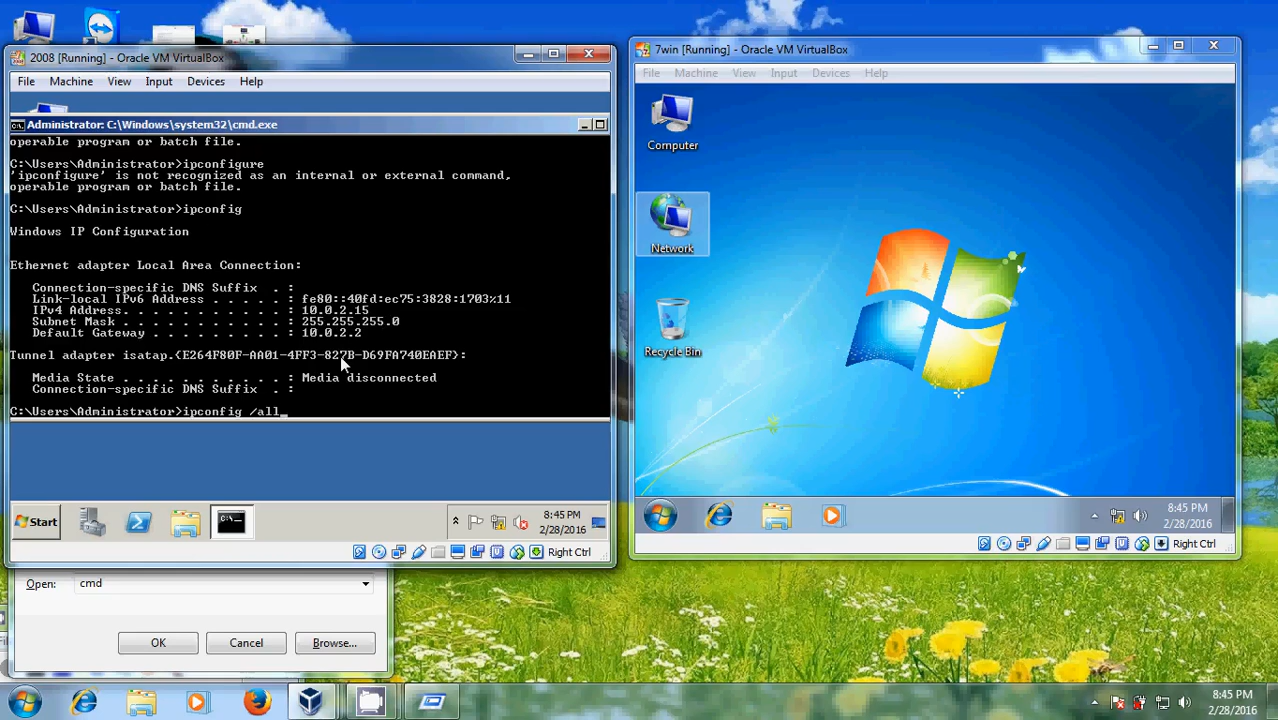 2008 [Running] - Oracle VM VirtualBox
File Machine View Input Devices Help
Administrator: C:\Windows\system32\cmd.exe
operable program or batch file.
C:\Users\Administrator>ipconfigure
'ipconfigure' is not recognized as an internal or external command,
operable program or batch file.
C:\Users\Administrator>ipconfig
Windows IP Configuration
Ethernet adapter Local Area Connection:
Connection-specific DNS Suffix . :
Link-local IPv6 Address . . . . . : fe80::40fd:ec75:3828:1703%11
IPv4 Address. . . . . . . . . . . : 10.0.2.15
Subnet Mask . . . . . . . . . . . : 255.255.255.0
Default Gateway . . . . . . . . . : 10.0.2.2
Tunnel adapter isatap.{E264F80F-AA01-4FF3-827B-D69FA740EAEF}:
Media State . . . . . . . . . . . : Media disconnected
Connection-specific DNS Suffix . :
C:\Users\Administrator>ipconfig /all_
Start
8:45 PM
2/28/2016
Right Ctrl
7win [Running] - Oracle VM VirtualBox
File Machine View Input Devices Help
Computer
Network
Recycle Bin
8:45 PM
2/28/2016
Right Ctrl
Open: cmd
OK Cancel Browse...
8:45 PM
2/28/2016